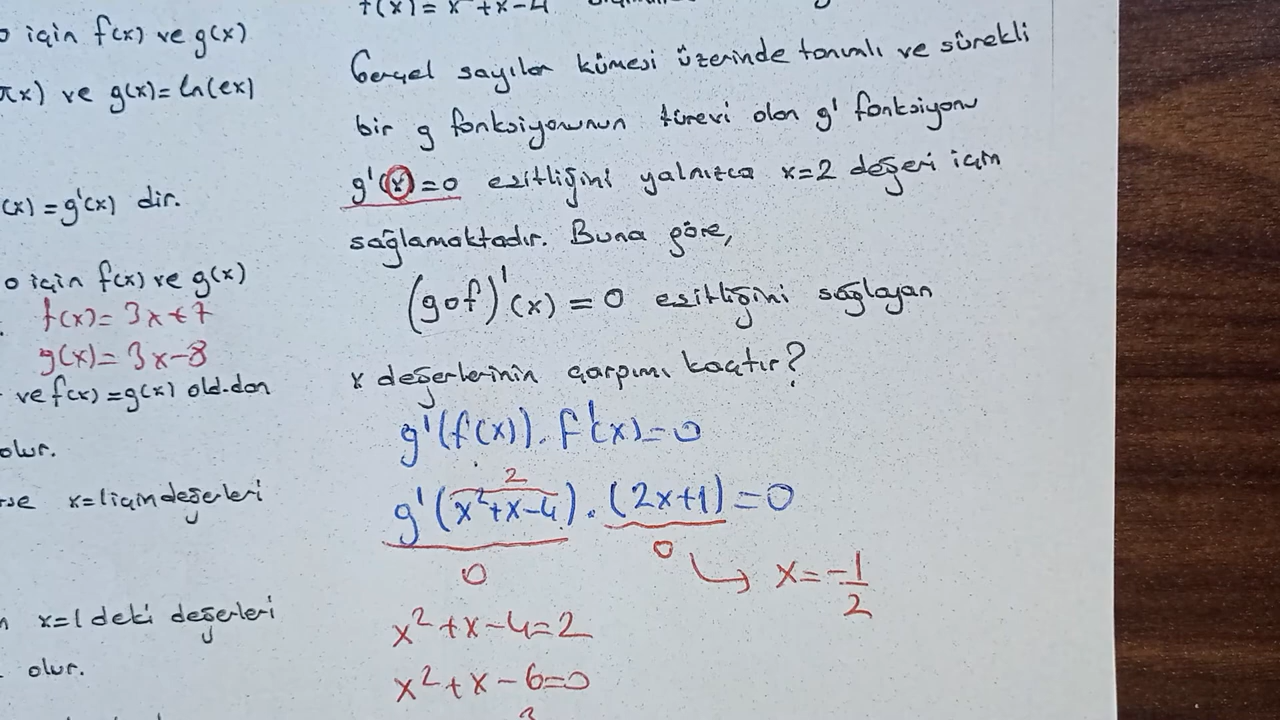 için f(x) ve g(x)
(x) ve g(x)=ln(ex)
(x) = g'(x) dir.
o için f(x) ve g(x)
f(x)= 3x+7
g(x)= 3x-8
ve f(x)=g(x) old.dan
olur.
x=1 için değerleri
x=1 deki değerleri
olur.
f(x)= x²+x-4
Gerçel sayılar kümesi üzerinde tanımlı ve sürekli
bir g fonksiyonunun türevi olan g' fonksiyonu
g'(x)=0 eşitliğini yalnızca x=2 değeri için
sağlamaktadır. Buna göre,
(gof)'(x) = 0 eşitliğini sağlayan
x değerlerinin çarpımı kaçtır?
g'(f(x)). f'(x)=0
2
g'(x²+x-4). (2x+1)=0
0 0 ↳ x= -1/2
x²+x-4=2
x²+x-6=0